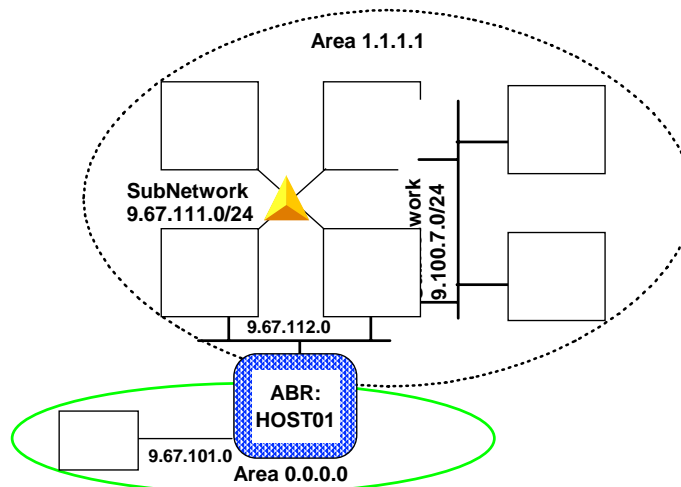 Area 1.1.1.1
SubNetwork
9.67.111.0/24
9.100.7.0/24
9.67.112.0
ABR:
HOST01
9.67.101.0
Area 0.0.0.0